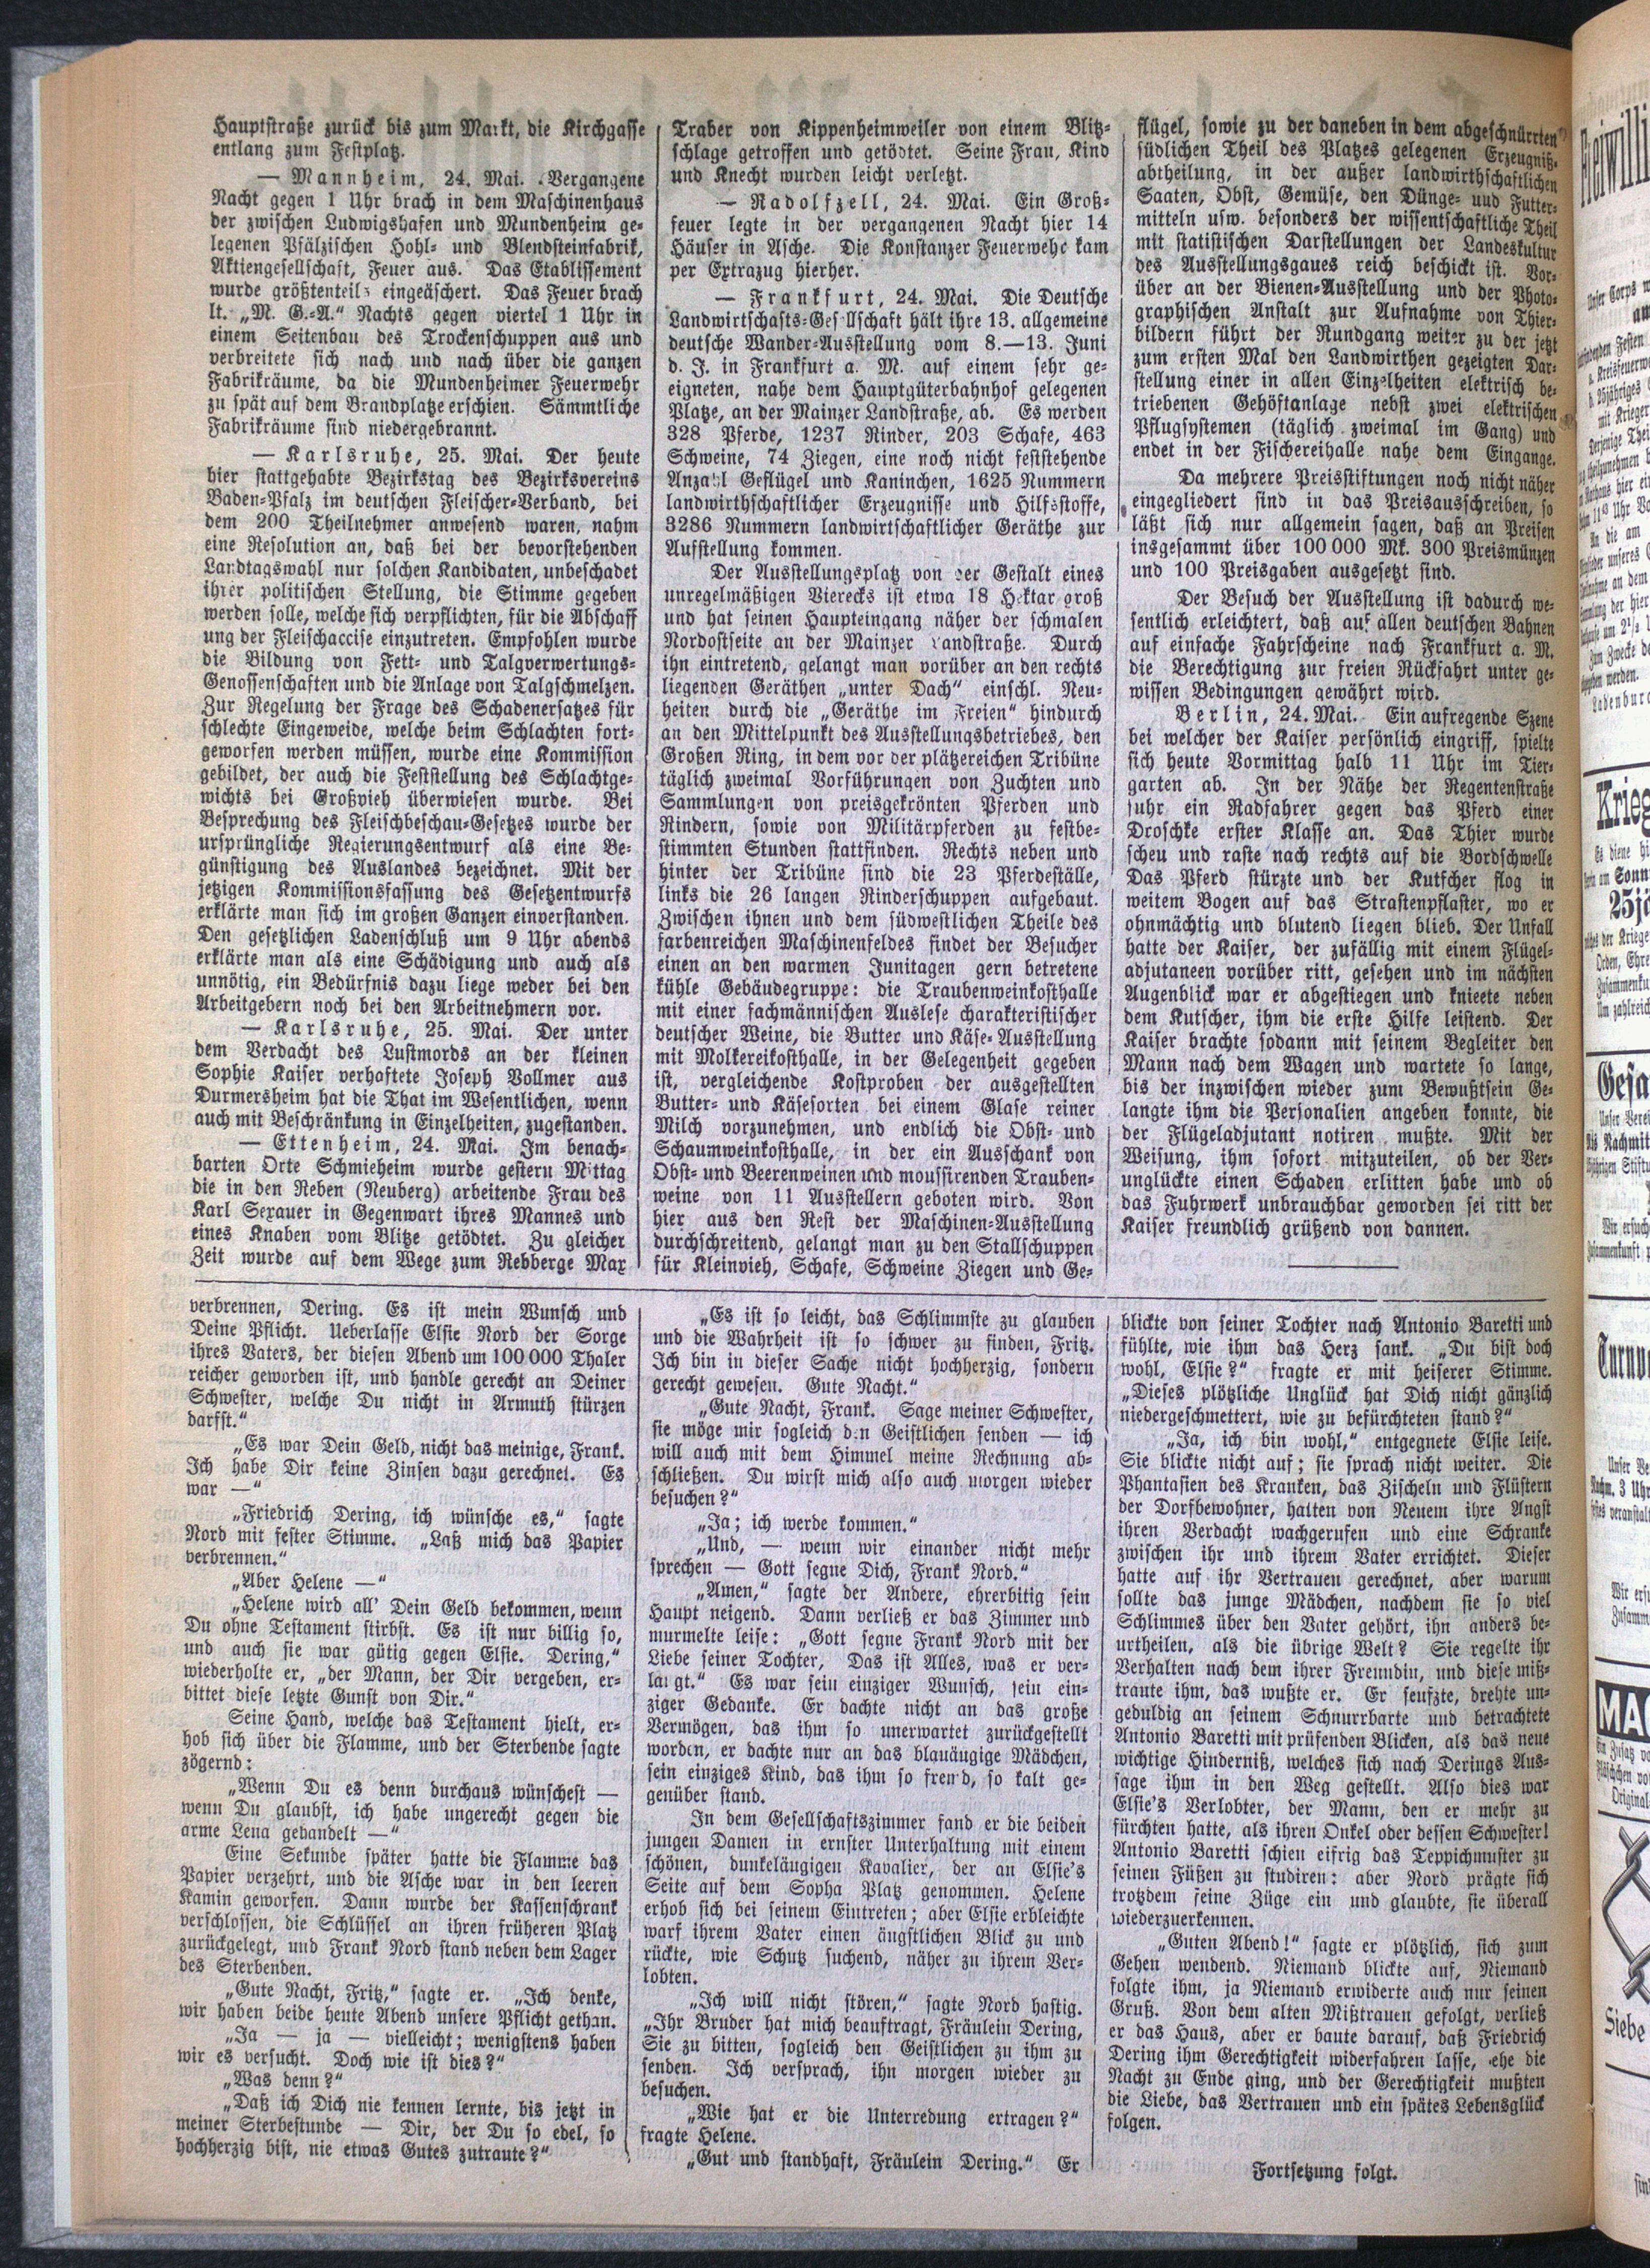 Hauptstraße zurück bis zum Markt, die Kirchgasse
entlang zum Festplatz.
— Mannheim, 24. Mai. Vergangene
Nacht gegen 1 Uhr brach in dem Maschinenhaus
der zwischen Ludwigshafen und Mundenheim ge-
legenen Pfälzischen Hohl- und Blendsteinfabrik,
Aktiengesellschaft, Feuer aus. Das Etablissement
wurde größtenteils eingeäschert. Das Feuer brach
lt. „M. G.-A.“ Nachts gegen viertel 1 Uhr in
einem Seitenbau des Trockenschuppen aus und
verbreitete sich nach und nach über die ganzen
Fabrikräume, da die Mundenheimer Feuerwehr
zu spät auf dem Brandplatze erschien. Sämmtliche
Fabrikräume sind niedergebrannt.
— Karlsruhe, 25. Mai. Der heute
hier stattgehabte Bezirkstag des Bezirksvereins
Baden-Pfalz im deutschen Fleischer-Verband, bei
dem 200 Theilnehmer anwesend waren, nahm
eine Resolution an, daß bei der bevorstehenden
Landtagswahl nur solchen Kandidaten, unbeschadet
ihrer politischen Stellung, die Stimme gegeben
werden solle, welche sich verpflichten, für die Abschaff
ung der Fleischaccise einzutreten. Empfohlen wurde
die Bildung von Fett- und Talgverwertungs-
Genossenschaften und die Anlage von Talgschmelzen.
Zur Regelung der Frage des Schadenersatzes für
schlechte Eingeweide, welche beim Schlachten fort-
geworfen werden müssen, wurde eine Kommission
gebildet, der auch die Feststellung des Schlachtge-
wichts bei Großvieh überwiesen wurde. Bei
Besprechung des Fleischbeschau-Gesetzes wurde der
ursprüngliche Regierungsentwurf als eine Be-
günstigung des Auslandes bezeichnet. Mit der
jetzigen Kommissionsfassung des Gesetzentwurfs
erklärte man sich im großen Ganzen einverstanden.
Den gesetzlichen Ladenschluß um 9 Uhr abends
erklärte man als eine Schädigung und auch als
unnötig, ein Bedürfnis dazu liege weder bei den
Arbeitgebern noch bei den Arbeitnehmern vor.
— Karlsruhe, 25. Mai. Der unter
dem Verdacht des Lustmords an der kleinen
Sophie Kaiser verhaftete Joseph Vollmer aus
Durmersheim hat die That im Wesentlichen, wenn
auch mit Beschränkung in Einzelheiten, zugestanden.
— Ettenheim, 24. Mai. Im benach-
barten Orte Schmieheim wurde gestern Mittag
die in den Reben (Neuberg) arbeitende Frau des
Karl Sexauer in Gegenwart ihres Mannes und
eines Knaben vom Blitze getödtet. Zu gleicher
Zeit wurde auf dem Wege zum Rebberge Max
Traber von Kippenheimweiler von einem Blitz-
schlage getroffen und getödtet. Seine Frau, Kind
und Knecht wurden leicht verletzt.
— Radolfzell, 24. Mai. Ein Groß-
feuer legte in der vergangenen Nacht hier 14
Häuser in Asche. Die Konstanzer Feuerwehr kam
per Extrazug hierher.
— Frankfurt, 24. Mai. Die Deutsche
Landwirtschafts-Gesellschaft hält ihre 13. allgemeine
deutsche Wander-Ausstellung vom 8.—13. Juni
d. J. in Frankfurt a. M. auf einem sehr ge-
eigneten, nahe dem Hauptgüterbahnhof gelegenen
Platze, an der Mainzer Landstraße, ab. Es werden
328 Pferde, 1237 Rinder, 203 Schafe, 463
Schweine, 74 Ziegen, eine noch nicht feststehende
Anzahl Geflügel und Kaninchen, 1625 Nummern
landwirthschaftlicher Erzeugnisse und Hilfsstoffe,
3286 Nummern landwirtschaftlicher Geräthe zur
Aufstellung kommen.
Der Ausstellungsplatz von der Gestalt eines
unregelmäßigen Vierecks ist etwa 18 Hektar groß
und hat seinen Haupteingang näher der schmalen
Nordostseite an der Mainzer Landstraße. Durch
ihn eintretend, gelangt man vorüber an den rechts
liegenden Geräthen „unter Dach“ einschl. Neu-
heiten durch die „Geräthe im Freien“ hindurch
an den Mittelpunkt des Ausstellungsbetriebes, den
Großen Ring, in dem vor der plätzereichen Tribüne
täglich zweimal Vorführungen von Zuchten und
Sammlungen von preisgekrönten Pferden und
Rindern, sowie von Militärpferden zu festbe-
stimmten Stunden stattfinden. Rechts neben und
hinter der Tribüne sind die 23 Pferdeställe,
links die 26 langen Rinderschuppen aufgebaut.
Zwischen ihnen und dem südwestlichen Theile des
farbenreichen Maschinenfeldes findet der Besucher
einen an den warmen Junitagen gern betretene
kühle Gebäudegruppe: die Traubenweinkosthalle
mit einer fachmännischen Auslese charakteristischer
deutscher Weine, die Butter und Käse-Ausstellung
mit Molkereikosthalle, in der Gelegenheit gegeben
ist, vergleichende Kostproben der ausgestellten
Butter- und Käsesorten bei einem Glase reiner
Milch vorzunehmen, und endlich die Obst- und
Schaumweinkosthalle, in der ein Ausschank von
Obst- und Beerenweinen und moussirenden Trauben-
weine von 11 Ausstellern geboten wird. Von
hier aus den Rest der Maschinen-Ausstellung
durchschreitend, gelangt man zu den Stallschuppen
für Kleinvieh, Schafe, Schweine Ziegen und Ge-
flügel, sowie zu der daneben in dem abgeschnürrten
südlichen Theil des Platzes gelegenen Erzeugniß-
abtheilung, in der außer landwirthschaftlichen
Saaten, Obst, Gemüse, den Dünge- und Futter-
mitteln usw. besonders der wissentschaftliche Theil
mit statistischen Darstellungen der Landeskultur
des Ausstellungsgaues reich beschickt ist. Vor-
über an der Bienen-Ausstellung und der Photo-
graphischen Anstalt zur Aufnahme von Thier-
bildern führt der Rundgang weiter zu der jetzt
zum ersten Mal den Landwirthen gezeigten Dar-
stellung einer in allen Einzelheiten elektrisch be-
triebenen Gehöftanlage nebst zwei elektrischen
Pflugsystemen (täglich zweimal im Gang) und
endet in der Fischereihalle nahe dem Eingange.
Da mehrere Preisstiftungen noch nicht näher
eingegliedert sind in das Preisausschreiben, so
läßt sich nur allgemein sagen, daß an Preisen
insgesammt über 100 000 Mk. 300 Preismünzen
und 100 Preisgaben ausgesetzt sind.
Der Besuch der Ausstellung ist dadurch we-
sentlich erleichtert, daß auf allen deutschen Bahnen
auf einfache Fahrscheine nach Frankfurt a. M.
die Berechtigung zur freien Rückfahrt unter ge-
wissen Bedingungen gewährt wird.
Berlin, 24. Mai. Ein aufregende Szene
bei welcher der Kaiser persönlich eingriff, spielte
sich heute Vormittag halb 11 Uhr im Tier-
garten ab. In der Nähe der Regentenstraße
fuhr ein Radfahrer gegen das Pferd einer
Droschke erster Klasse an. Das Thier wurde
scheu und raste nach rechts auf die Bordschwelle
Das Pferd stürzte und der Kutscher flog in
weitem Bogen auf das Strastenpflaster, wo er
ohnmächtig und blutend liegen blieb. Der Unfall
hatte der Kaiser, der zufällig mit einem Flügel-
adjutaneen vorüber ritt, gesehen und im nächsten
Augenblick war er abgestiegen und knieete neben
dem Kutscher, ihm die erste Hilfe leistend. Der
Kaiser brachte sodann mit seinem Begleiter den
Mann nach dem Wagen und wartete so lange,
bis der inzwischen wieder zum Bewußtsein Ge-
langte ihm die Personalien angeben konnte, die
der Flügeladjutant notiren mußte. Mit der
Weisung, ihm sofort mitzuteilen, ob der Ver-
unglückte einen Schaden erlitten habe und ob
das Fuhrwerk unbrauchbar geworden sei ritt der
Kaiser freundlich grüßend von dannen.
verbrennen, Dering. Es ist mein Wunsch und
Deine Pflicht. Ueberlasse Elsie Nord der Sorge
ihres Vaters, der diesen Abend um 100 000 Thaler
reicher geworden ist, und handle gerecht an Deiner
Schwester, welche Du nicht in Armuth stürzen
darfst.“
„Es war Dein Geld, nicht das meinige, Frank.
Ich habe Dir keine Zinsen dazu gerechnet. Es
war —“
„Friedrich Dering, ich wünsche es,“ sagte
Nord mit fester Stimme. „Laß mich das Papier
verbrennen.“
„Aber Helene —“
„Helene wird all' Dein Geld bekommen, wenn
Du ohne Testament stirbst. Es ist nur billig so,
und auch sie war gütig gegen Elsie. Dering,“
wiederholte er, „der Mann, der Dir vergeben, er-
bittet diese letzte Gunst von Dir.“
Seine Hand, welche das Testament hielt, er-
hob sich über die Flamme, und der Sterbende sagte
zögernd:
„Wenn Du es denn durchaus wünschest —
wenn Du glaubst, ich habe ungerecht gegen die
arme Lena gehandelt —“
Eine Sekunde später hatte die Flamme das
Papier verzehrt, und die Asche war in den leeren
Kamin geworfen. Dann wurde der Kassenschrank
verschlossen, die Schlüssel an ihren früheren Platz
zurückgelegt, und Frank Nord stand neben dem Lager
des Sterbenden.
„Gute Nacht, Fritz,“ sagte er. „Ich denke,
wir haben beide heute Abend unsere Pflicht gethan.
„Ja — ja — vielleicht; wenigstens haben
wir es versucht. Doch wie ist dies?“
„Was denn?“
„Daß ich Dich nie kennen lernte, bis jetzt in
meiner Sterbestunde — Dir, der Du so edel, so
hochherzig bist, nie etwas Gutes zutraute?“
„Es ist so leicht, das Schlimmste zu glauben
und die Wahrheit ist so schwer zu finden, Fritz.
Ich bin in dieser Sache nicht hochherzig, sondern
gerecht gewesen. Gute Nacht.“
„Gute Nacht, Frank. Sage meiner Schwester,
sie möge mir sogleich den Geistlichen senden — ich
will auch mit dem Himmel meine Rechnung ab-
schließen. Du wirst mich also auch morgen wieder
besuchen?“
„Ja; ich werde kommen.“
„Und, — wenn wir einander nicht mehr
sprechen — Gott segne Dich, Frank Nord.“
„Amen,“ sagte der Andere, ehrerbitig sein
Haupt neigend. Dann verließ er das Zimmer und
murmelte leise: „Gott segne Frank Nord mit der
Liebe seiner Tochter, Das ist Alles, was er ver-
langt.“ Es war sein einziger Wunsch, sein ein-
ziger Gedanke. Er dachte nicht an das große
Vermögen, das ihm so unerwartet zurückgestellt
worden, er dachte nur an das blauäugige Mädchen,
sein einziges Kind, das ihm so fremd, so kalt ge-
genüber stand.
In dem Gesellschaftszimmer fand er die beiden
jungen Damen in ernster Unterhaltung mit einem
schönen, dunkeläugigen Kavalier, der an Elsie's
Seite auf dem Sopha Platz genommen. Helene
erhob sich bei seinem Eintreten; aber Elsie erbleichte
warf ihrem Vater einen ängstlichen Blick zu und
rückte, wie Schutz suchend, näher zu ihrem Ver-
lobten.
„Ich will nicht stören,“ sagte Nord hastig.
„Ihr Bruder hat mich beauftragt, Fräulein Dering,
Sie zu bitten, sogleich den Geistlichen zu ihm zu
senden. Ich versprach, ihn morgen wieder zu
besuchen.
„Wie hat er die Unterredung ertragen?“
fragte Helene.
„Gut und standhaft, Fräulein Dering.“ Er
blickte von seiner Tochter nach Antonio Baretti und
fühlte, wie ihm das Herz sank. „Du bist doch
wohl, Elsie?“ fragte er mit heiserer Stimme.
„Dieses plötzliche Unglück hat Dich nicht gänzlich
niedergeschmettert, wie zu befürchteten stand?“
„Ja, ich bin wohl,“ entgegnete Elsie leise.
Sie blickte nicht auf; sie sprach nicht weiter. Die
Phantasien des Kranken, das Zischeln und Flüstern
der Dorfbewohner, hatten von Neuem ihre Angst
ihren Verdacht wachgerufen und eine Schranke
zwischen ihr und ihrem Vater errichtet. Dieser
hatte auf ihr Vertrauen gerechnet, aber warum
sollte das junge Mädchen, nachdem sie so viel
Schlimmes über den Vater gehört, ihn anders be-
urtheilen, als die übrige Welt? Sie regelte ihr
Verhalten nach dem ihrer Freundin, und diese miß-
traute ihm, das wußte er. Er seufzte, drehte un-
geduldig an seinem Schnurrbarte und betrachtete
Antonio Baretti mit prüfenden Blicken, als das neue
wichtige Hinderniß, welches sich nach Derings Aus-
sage ihm in den Weg gestellt. Also dies war
Elsie's Verlobter, der Mann, den er mehr zu
fürchten hatte, als ihren Onkel oder dessen Schwester!
Antonio Baretti schien eifrig das Teppichmuster zu
seinen Füßen zu studiren: aber Nord prägte sich
trotzdem seine Züge ein und glaubte, sie überall
wiederzuerkennen.
„Guten Abend!“ sagte er plötzlich, sich zum
Gehen wendend. Niemand blickte auf, Niemand
folgte ihm, ja Niemand erwiderte auch nur seinen
Gruß. Von dem alten Mißtrauen gefolgt, verließ
er das Haus, aber er baute darauf, daß Friedrich
Dering ihm Gerechtigkeit widerfahren lasse, ehe die
Nacht zu Ende ging, und der Gerechtigkeit mußten
die Liebe, das Vertrauen und ein spätes Lebensglück
folgen.
Fortsetzung folgt.